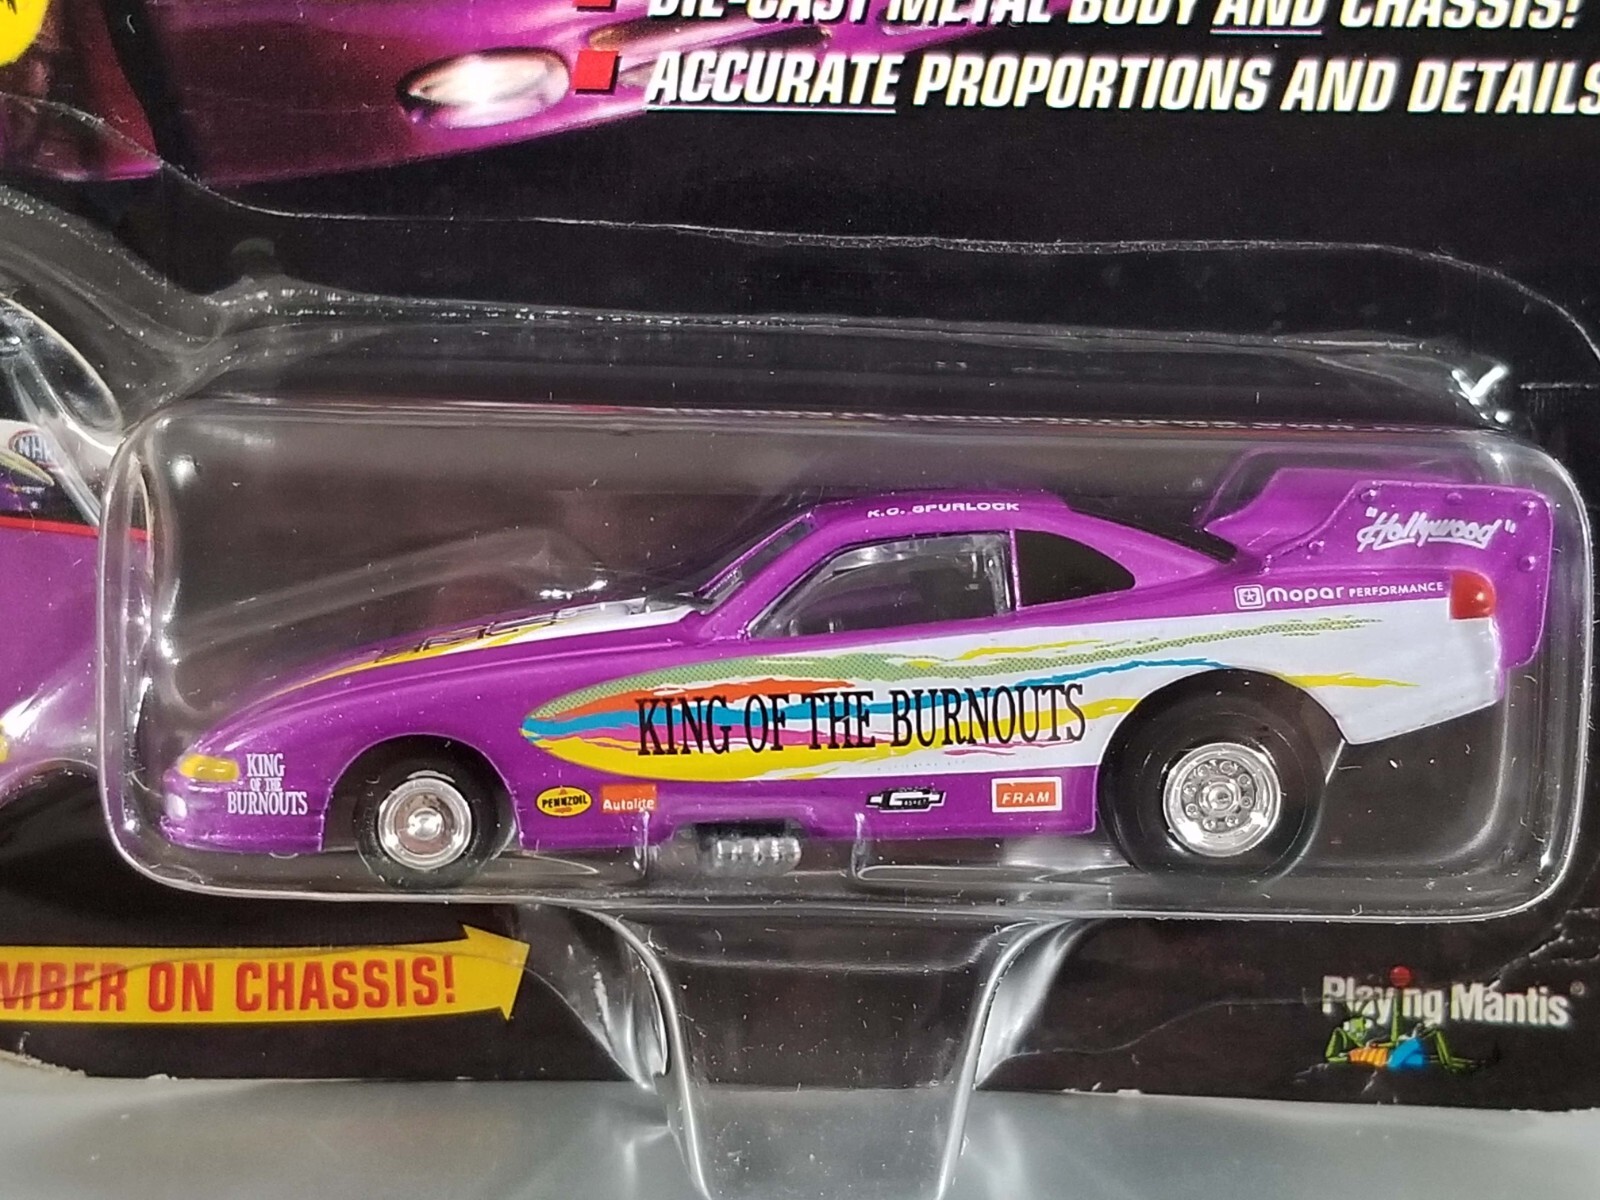 DIE-CAST METAL BODY AND CHASSIS!
ACCURATE PROPORTIONS AND DETAILS
NH
K.C. SPURLOCK
"Hollywood"
mopar PERFORMANCE
KING OF THE BURNOUTS
KING
OF THE
BURNOUTS
PENNZOIL
Autolite
FRAM
MBER ON CHASSIS!
Playing Mantis®